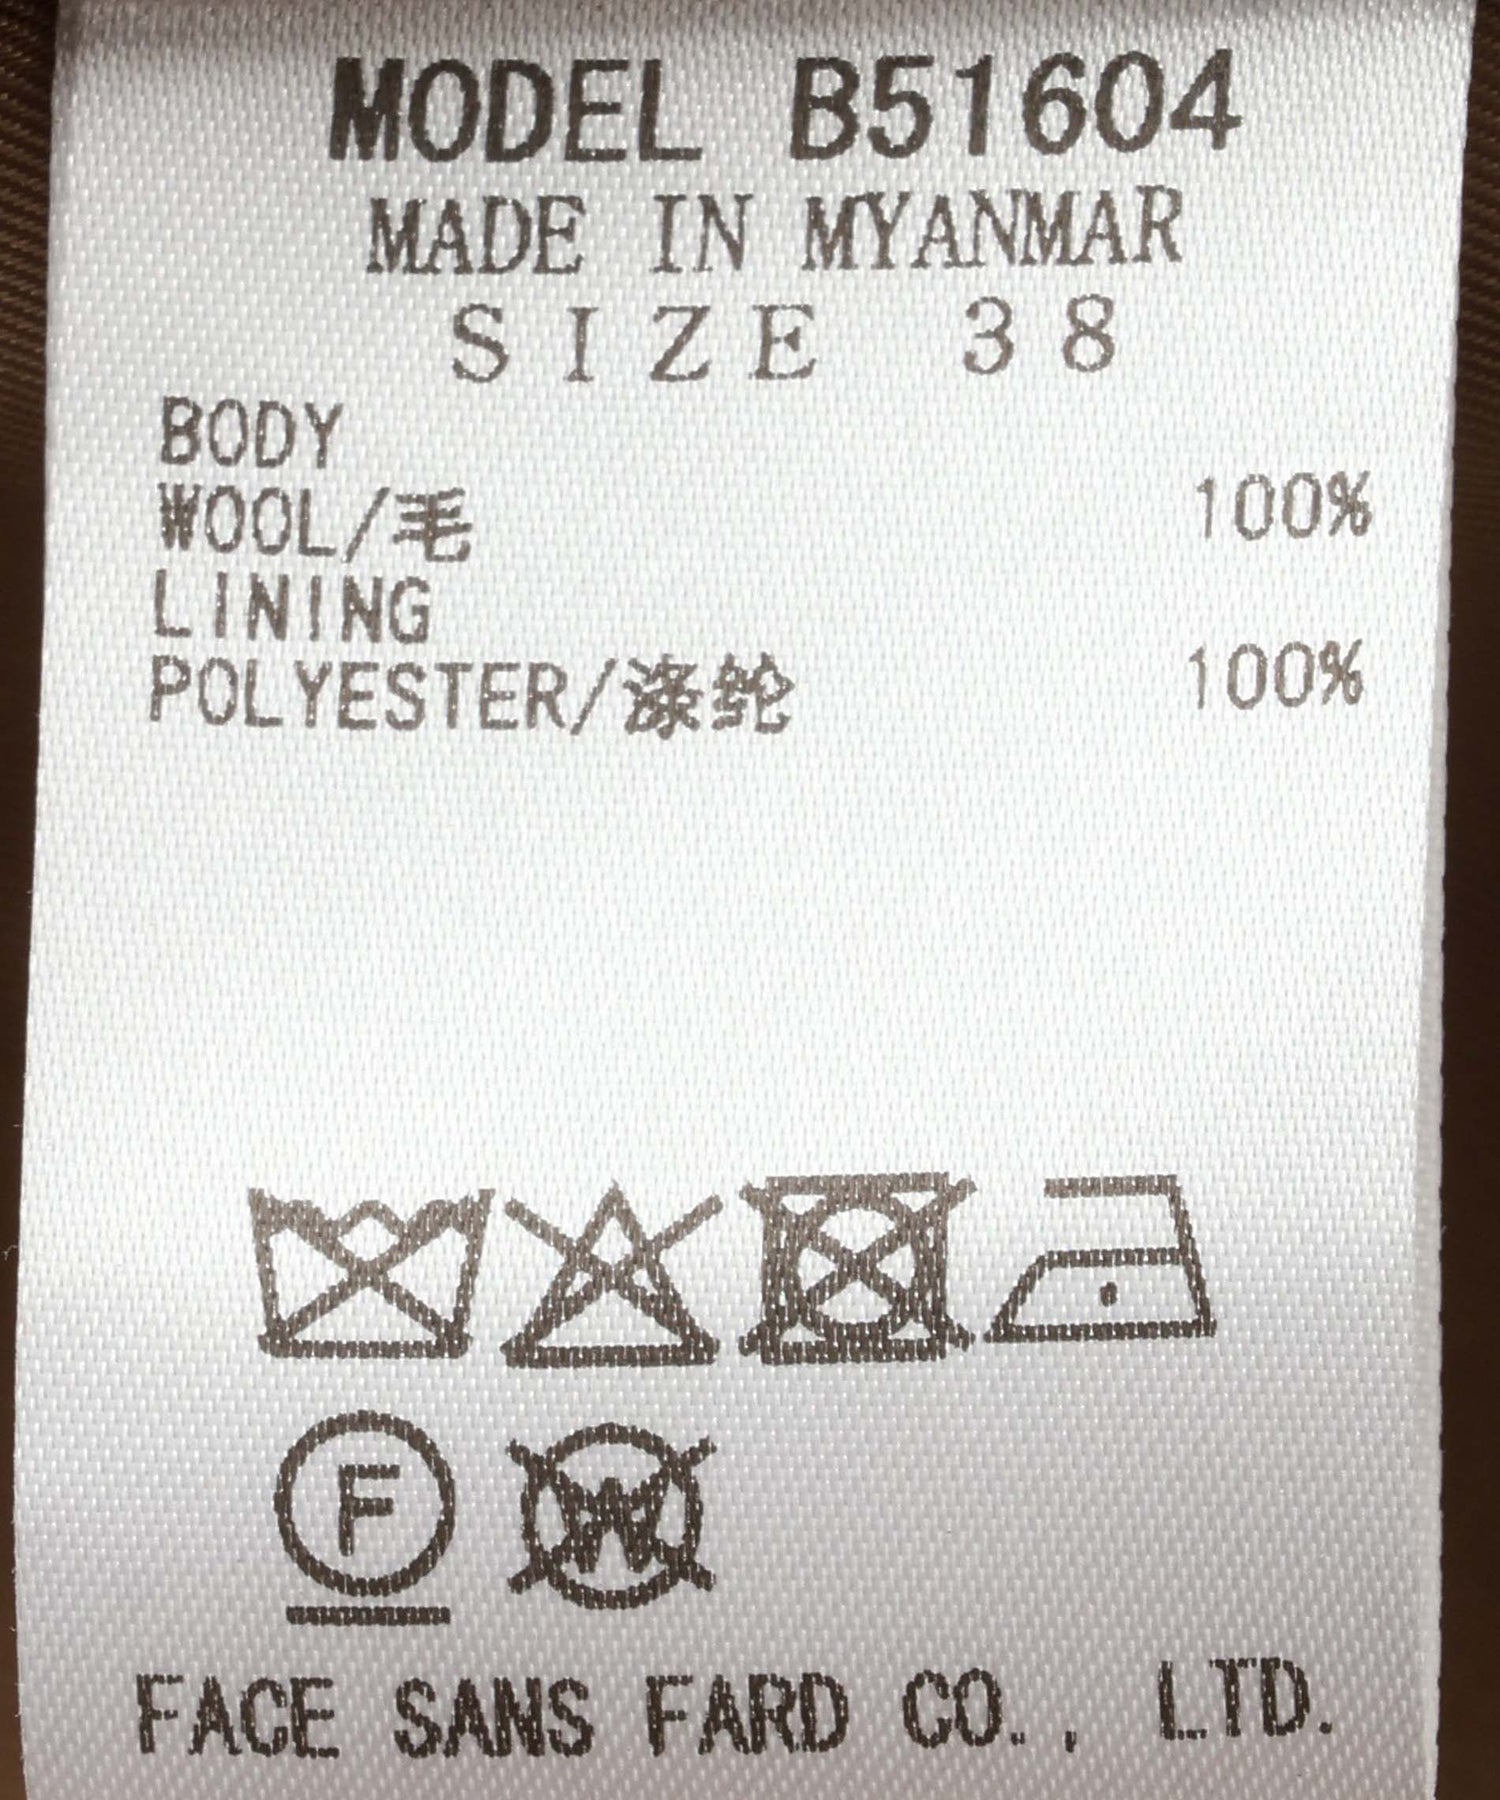 MODEL B51604
MADE IN MYANMAR
SIZE 38
BODY
WOOL/毛 100%
LINING
POLYESTER/涤纶 100%
F W
FACE SANS FARD CO., LTD.